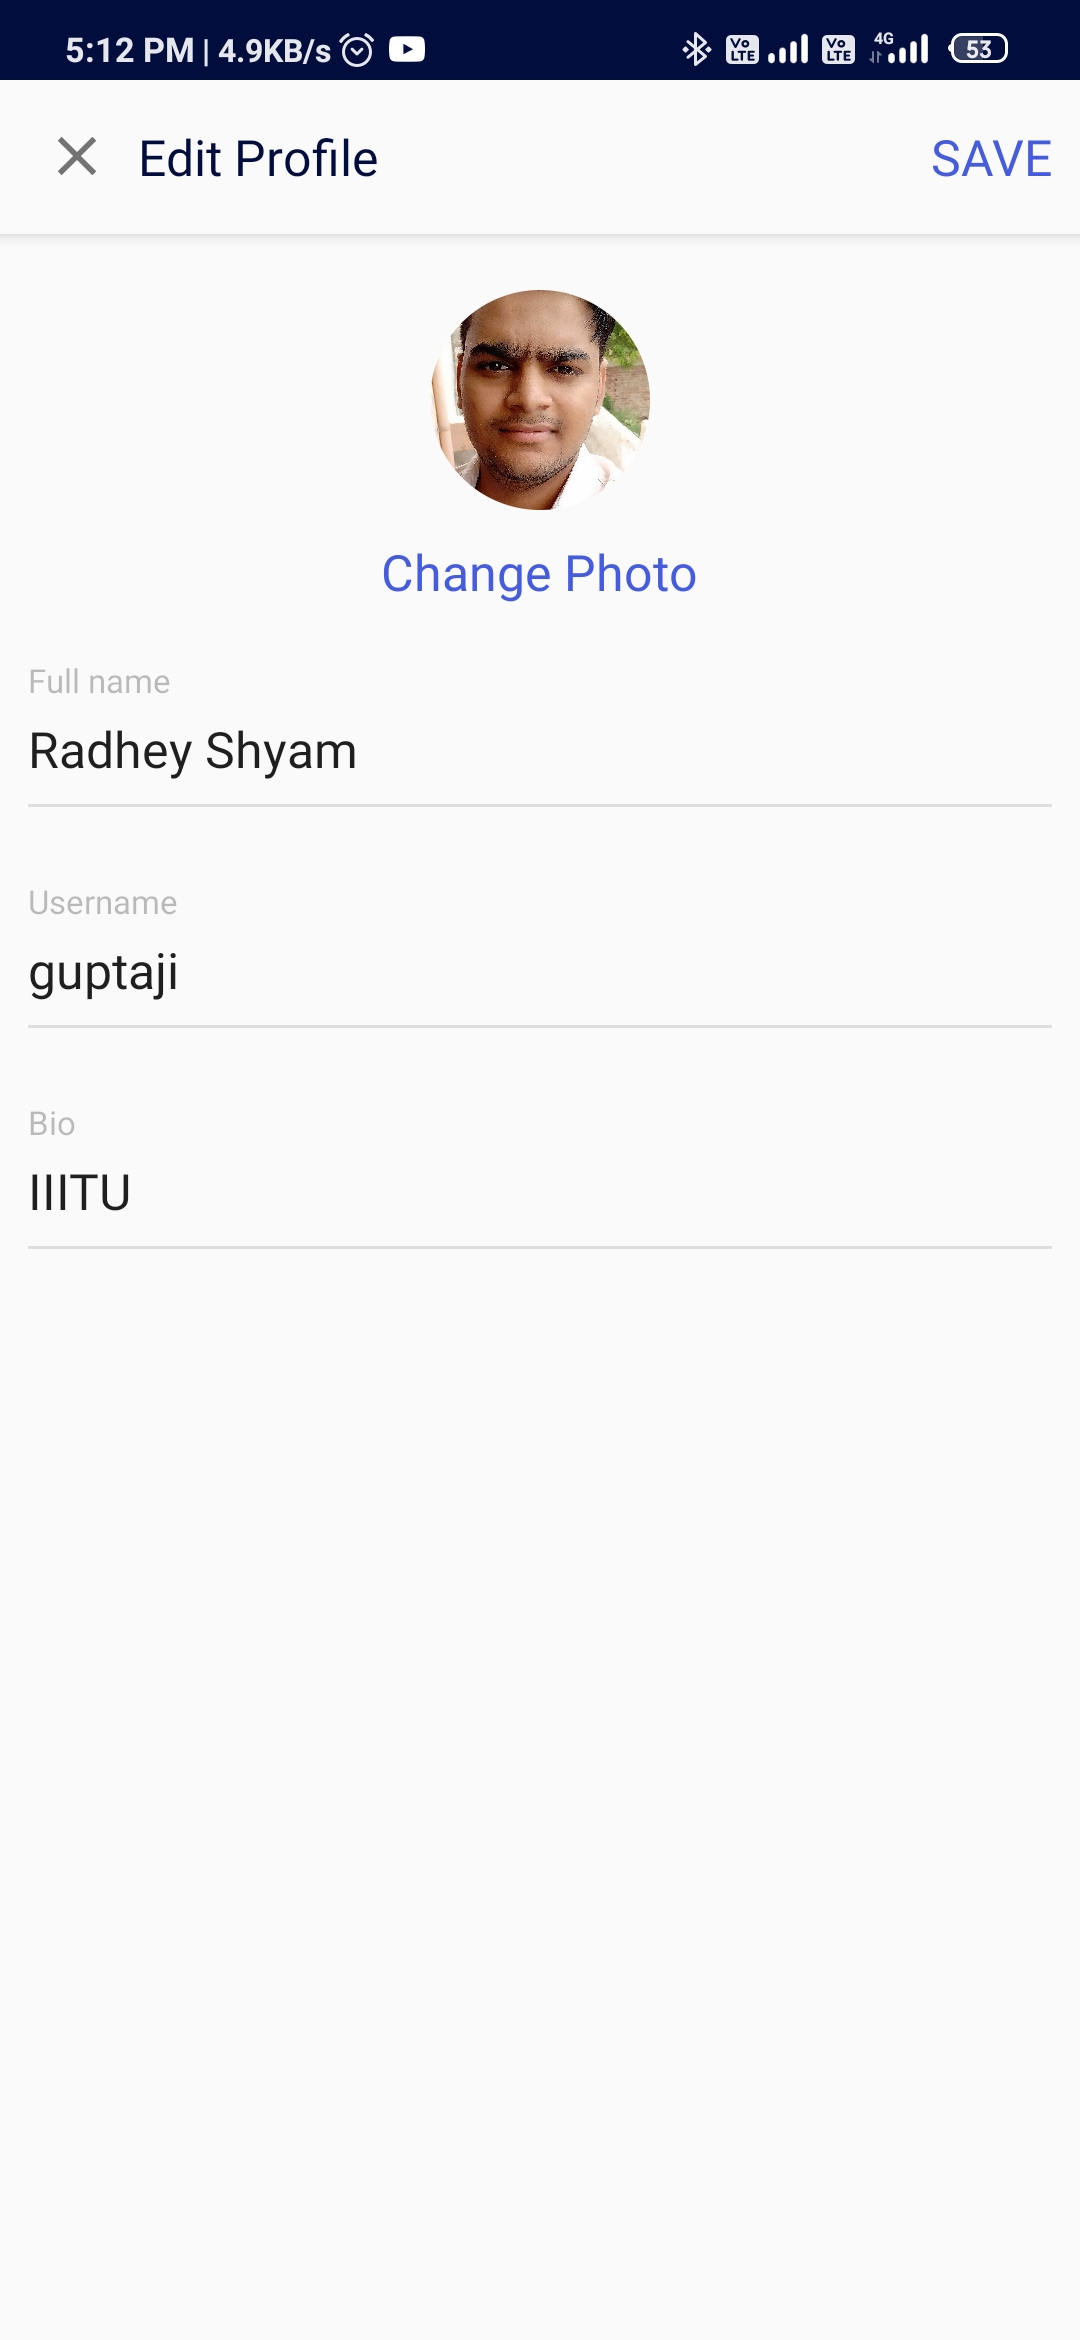 5:12 PM | 4.9KB/s Vo LTE Vo LTE 4G 53
Edit Profile SAVE
Change Photo
Full name
Radhey Shyam
Username
guptaji
Bio
IIITU